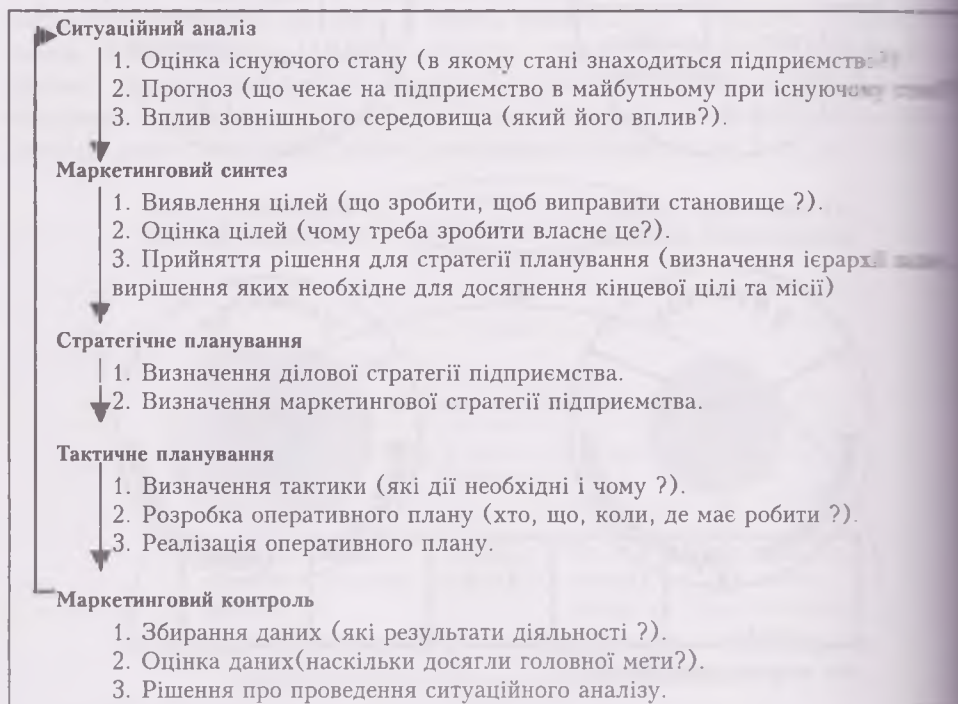 Ситуаційний аналіз
1. Оцінка існуючого стану (в якому стані знаходиться
2. Прогноз (що чекає на підприємство в майбутньому при
3. Вплив зовнішнього середовища (який його вплив?).
Маркетинговий синтез
1. Виявлення цілей (що зробити, щоб виправити становище ?).
2. Оцінка цілей (чому треба зробити власне це?).
3. Прийняття рішення для стратегії планування (визначення
вирішення яких необхідне для досягнення кінцевої цілі та місії)
Стратегічне планування
1. Визначення ділової стратегії підприємства.
2. Визначення маркетингової стратегії підприємства.
Тактичне планування
1. Визначення тактики (які дії необхідні і чому ?).
2. Розробка оперативного плану (хто, що, коли, де має робити ?).
3. Реалізація оперативного плану.
Маркетинговий контроль
1. Збирання даних (які результати діяльності ?).
2. Оцінка даних(наскільки досягли головної мети?).
3. Рішення про проведення ситуаційного аналізу.